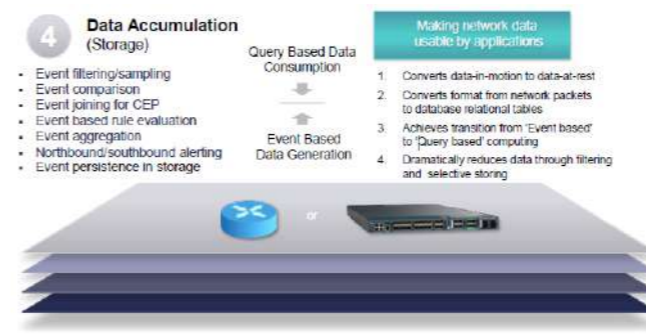 4
Data Accumulation
(Storage)
Event filtering/sampling
Event comparison
Event joining for CEP
Event based rule evaluation
Event aggregation
Northbound/southbound alerting
Event persistence in storage
Query Based Data
Consumption
Event Based
Data Generation
Making network data
usable by applications
1. Converts data-in-motion to data-at-rest
2. Converts format from network packets
to database relational tables
3. Achieves transition from 'Event based'
to 'Query based' computing
4. Dramatically reduces data through filtering
and selective storing
or